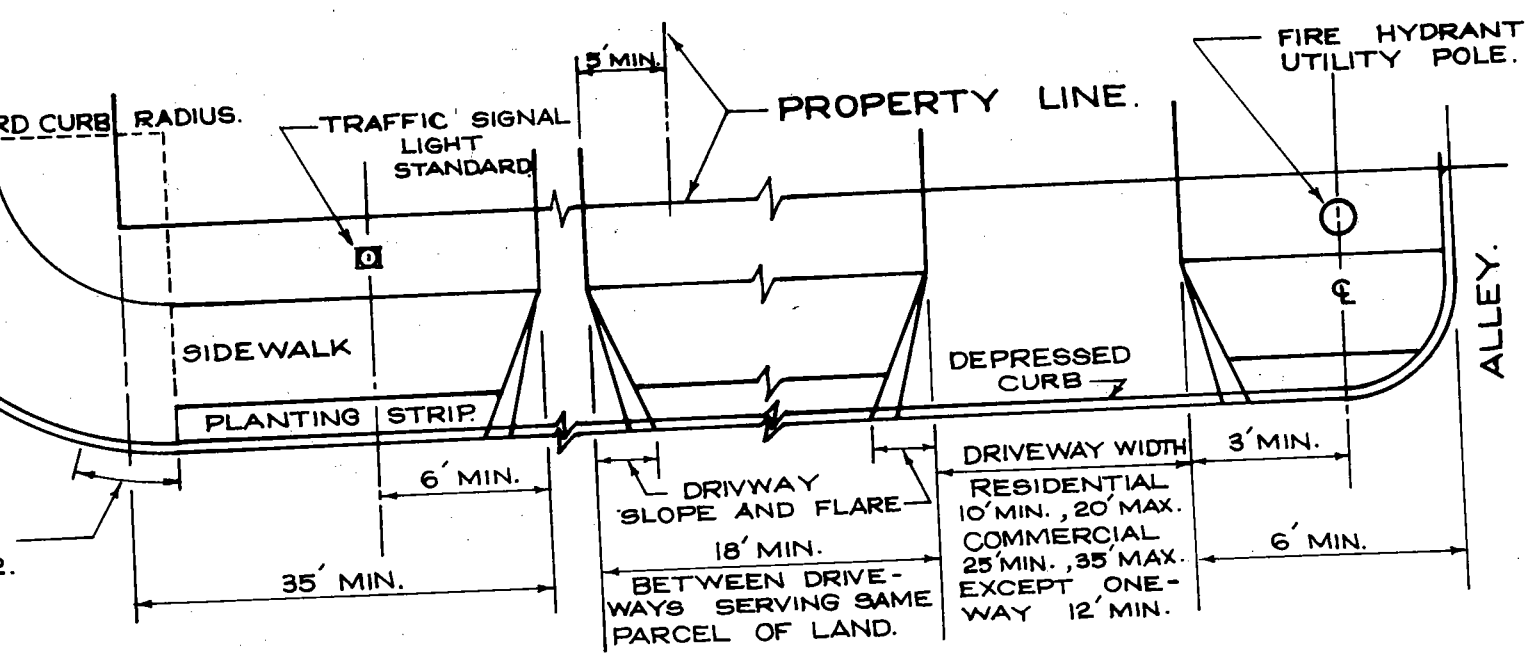 FIRE HYDRANT
UTILITY POLE.
5' MIN.
PROPERTY LINE.
RD CURB RADIUS.
TRAFFIC SIGNAL
LIGHT
STANDARD
ALLEY.
℄
SIDEWALK
DEPRESSED
CURB
PLANTING STRIP.
6' MIN.
DRIVWAY
SLOPE AND FLARE
DRIVEWAY WIDTH
RESIDENTIAL
10' MIN., 20' MAX.
COMMERCIAL
25' MIN., 35' MAX.
EXCEPT ONE-
WAY 12' MIN.
3' MIN.
6' MIN.
18' MIN.
BETWEEN DRIVE-
WAYS SERVING SAME
PARCEL OF LAND.
35' MIN.
2.